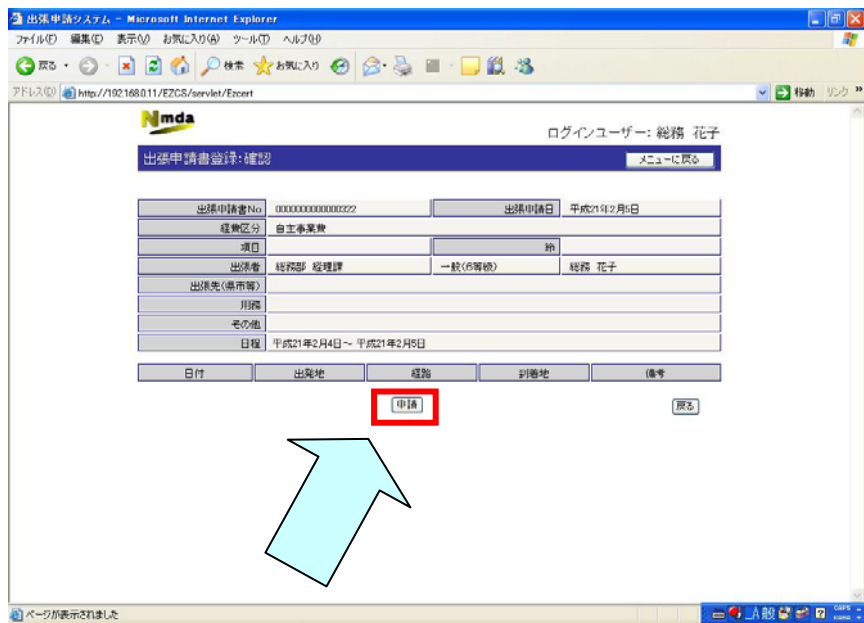 出張申請システム - Microsoft Internet Explorer
ファイル(F) 編集(E) 表示(V) お気に入り(A) ツール(T) ヘルプ(H)
戻る 検索 お気に入り
アドレス(D) http://192.168.0.11/EZCS/servlet/Ezcert 移動 リンク »
Nmda
ログインユーザー: 総務 花子
出張申請書登録:確認 メニューに戻る
出張申請書No 0000000000000322 出張申請日 平成21年2月5日
経費区分 自主事業費
項目 節
出張者 総務部 経理課 一般(6等級) 総務 花子
出張先(県市等)
用務
その他
日程 平成21年2月4日~ 平成21年2月5日
日付 出発地 経路 到着地 備考
申請 戻る
ページが表示されました
A 般 CAPS KANA